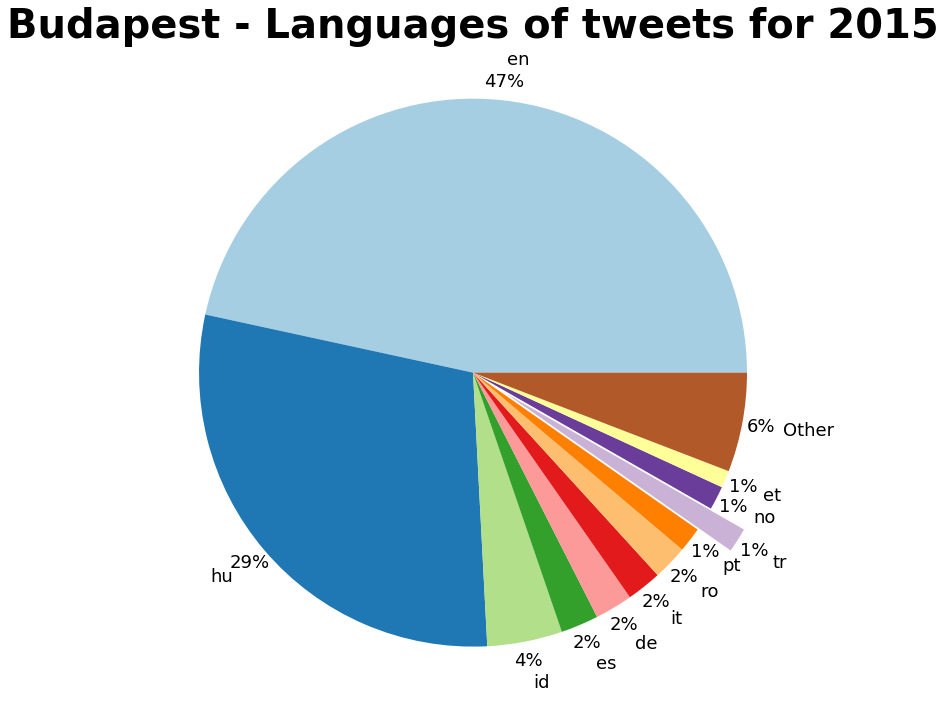 Budapest - Languages of tweets for 2015
en
47%
hu
29%
4%
id
2%
es
2%
de
2%
it
2%
ro
1%
pt
1%
tr
1%
no
1%
et
6%
Other